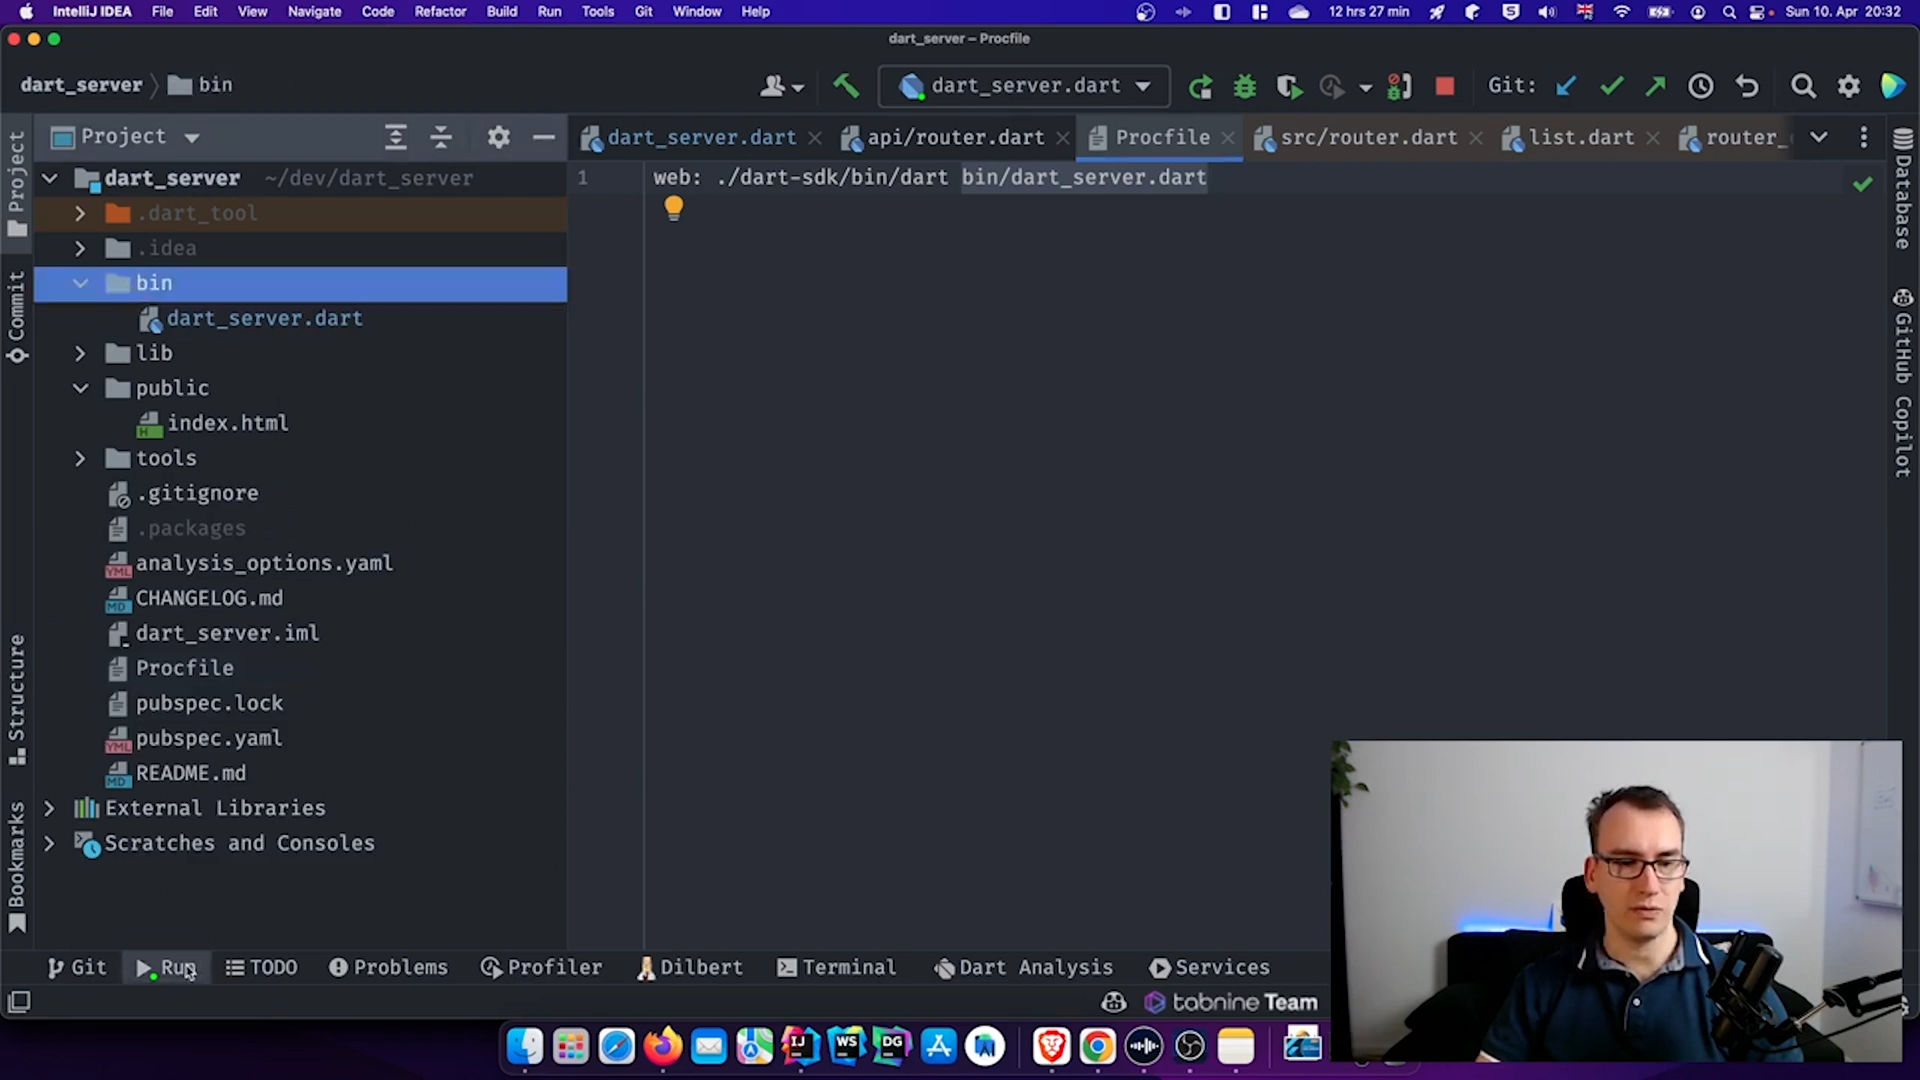 IntelliJ IDEA File Edit View Navigate Code Refactor Build Run Tools Git Window Help 12 hrs 27 min Sun 10. Apr 20:32
dart_server – Procfile
dart_server bin dart_server.dart Git:
Project dart_server.dart api/router.dart Procfile src/router.dart list.dart router_
1 web: ./dart-sdk/bin/dart bin/dart_server.dart
dart_server ~/dev/dart_server
.dart_tool
.idea
bin
dart_server.dart
lib
public
index.html
tools
.gitignore
.packages
analysis_options.yaml
CHANGELOG.md
dart_server.iml
Procfile
pubspec.lock
pubspec.yaml
README.md
External Libraries
Scratches and Consoles
Project
Commit
Structure
Bookmarks
Database
GitHub Copilot
Git Run TODO Problems Profiler Dilbert Terminal Dart Analysis Services
tabnine Team
IJ WS DG